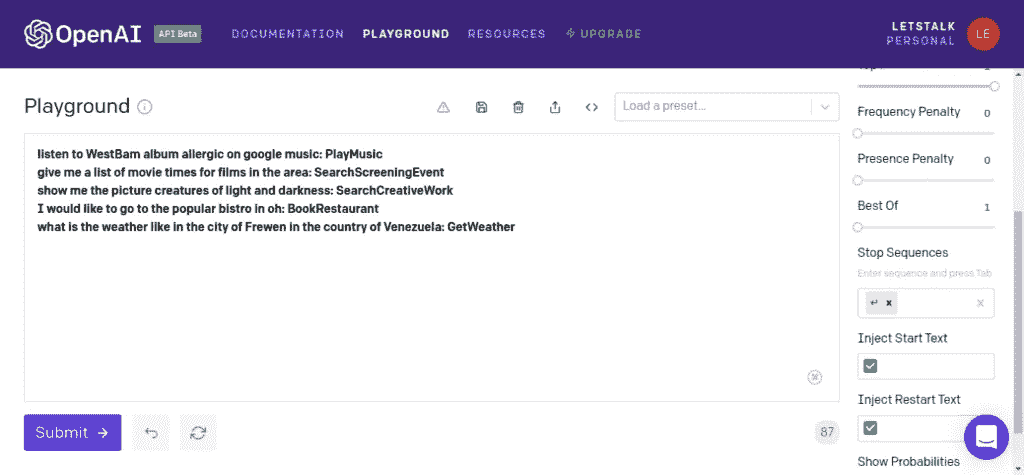 OpenAI API Beta DOCUMENTATION PLAYGROUND RESOURCES UPGRADE LETSTALK LE
PERSONAL
Playground
Load a preset...
listen to WestBam album allergic on google music: PlayMusic
give me a list of movie times for films in the area: SearchScreeningEvent
show me the picture creatures of light and darkness: SearchCreativeWork
I would like to go to the popular bistro in oh: BookRestaurant
what is the weather like in the city of Frewen in the country of Venezuela: GetWeather
Submit
87
Frequency Penalty 0
Presence Penalty 0
Best Of 1
Stop Sequences
Enter sequence and press Tab
↵ x x
Inject Start Text
Inject Restart Text
Show Probabilities